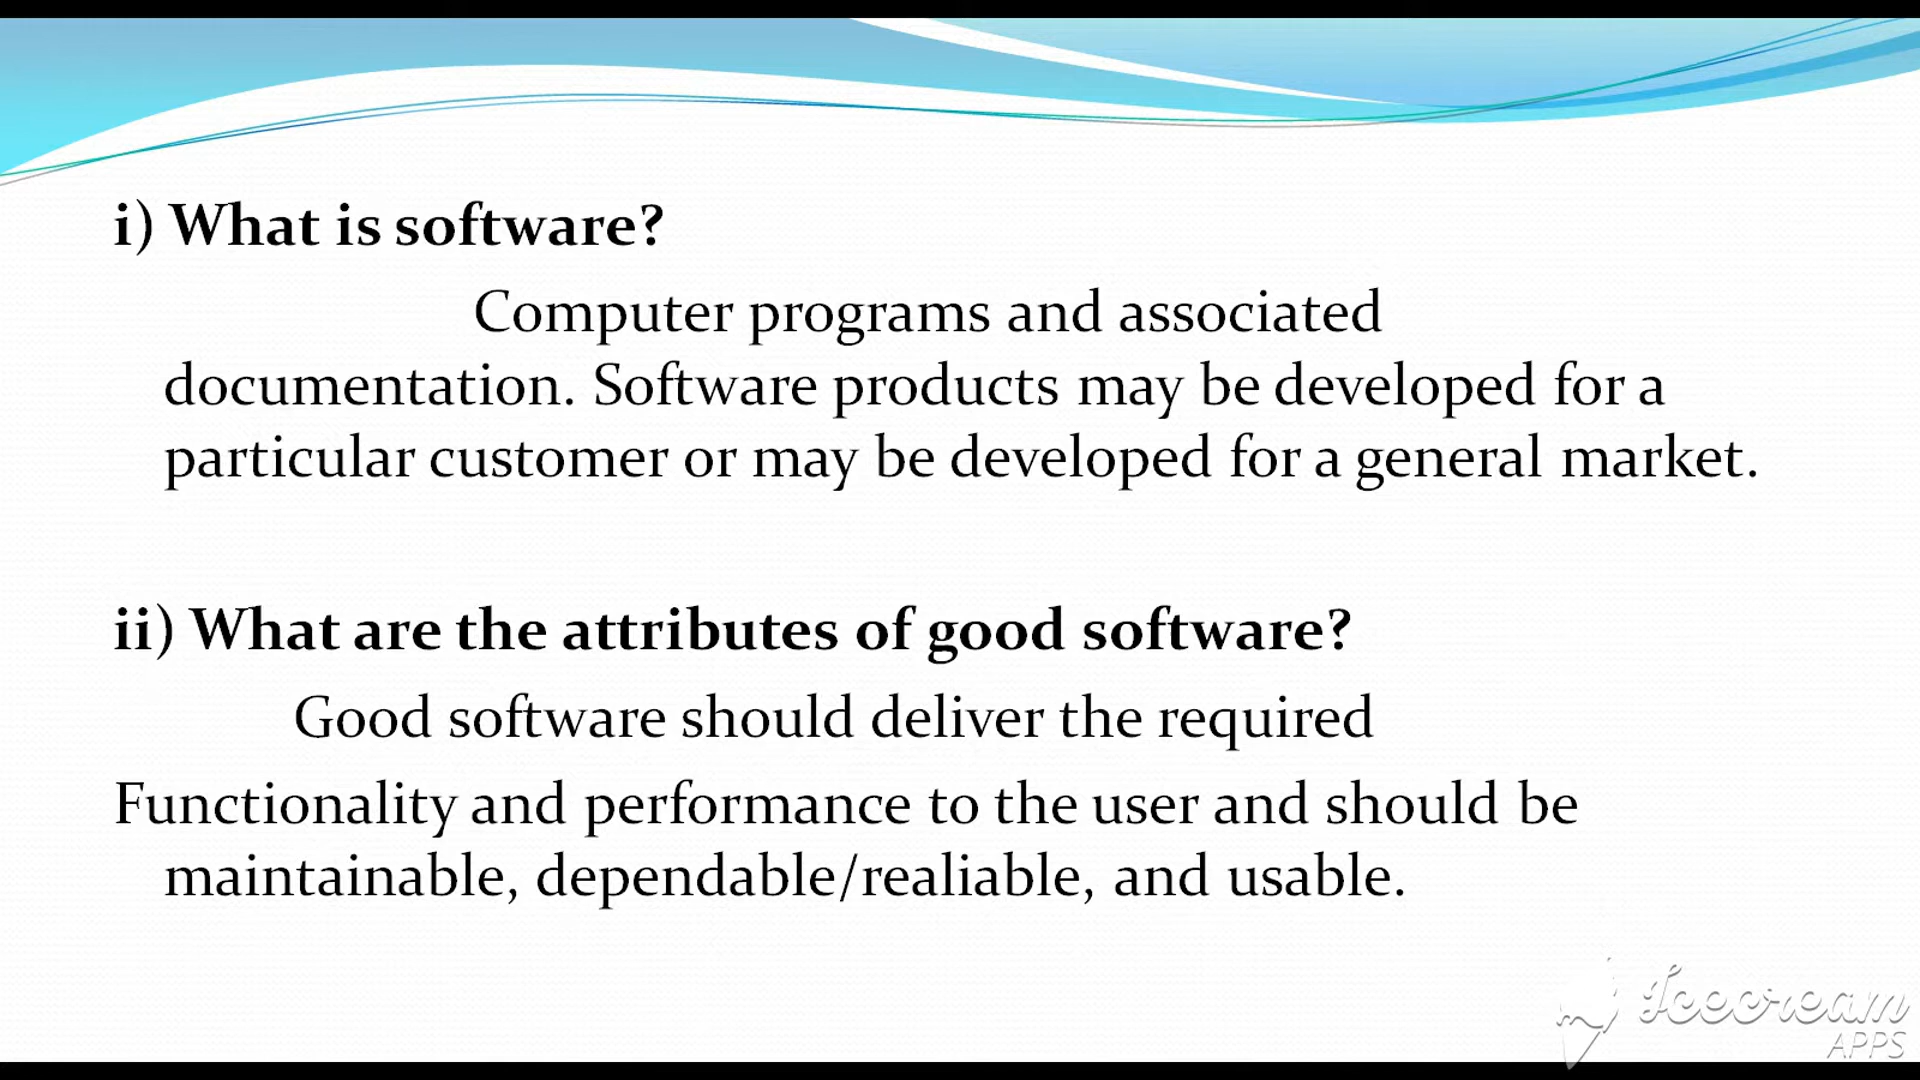 i) What is software?
Computer programs and associated
documentation. Software products may be developed for a
particular customer or may be developed for a general market.
ii) What are the attributes of good software?
Good software should deliver the required
Functionality and performance to the user and should be
maintainable, dependable/realiable, and usable.
Icecream
APPS